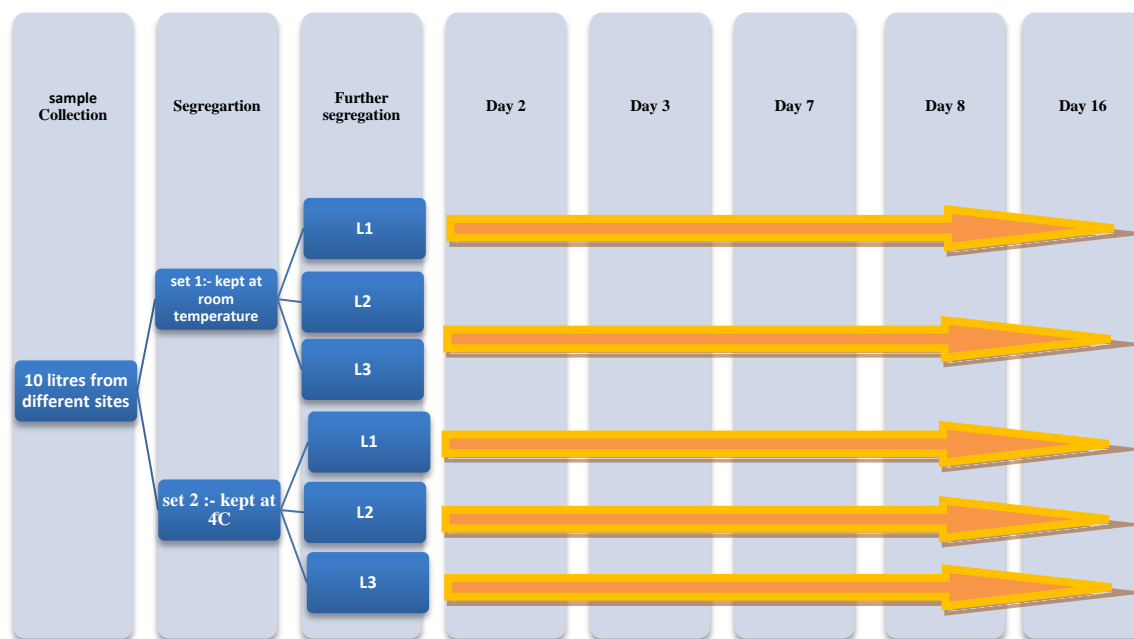 sample
Collection
Segregartion
Further
segregation
Day 2
Day 3
Day 7
Day 8
Day 16
10 litres from
different sites
set 1:- kept at
room
temperature
L1
L2
L3
set 2 :- kept at
4°C
L1
L2
L3